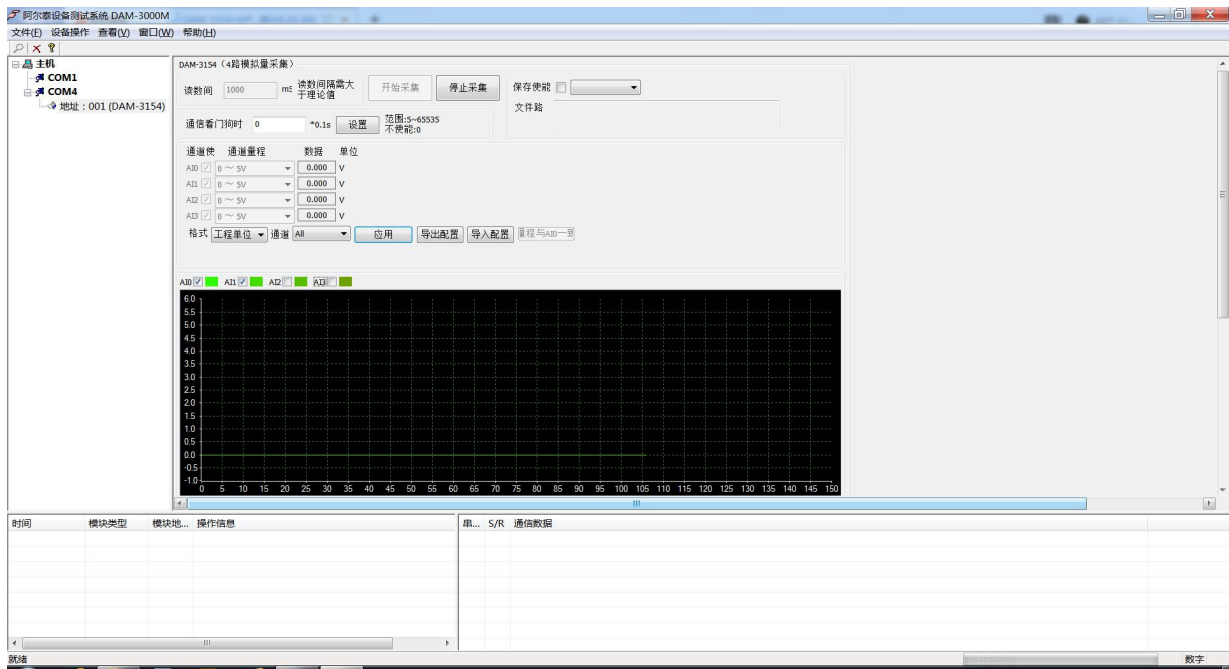 阿尔泰设备测试系统 DAM-3000M
文件(F) 设备操作 查看(V) 窗口(W) 帮助(H)
主机
COM1
COM4
地址：001 (DAM-3154)
DAM-3154（4路模拟量采集）
读数间 1000 ms 读数间隔需大于理论值 开始采集 停止采集 保存使能
文件路
通信看门狗时 0 *0.1s 设置 范围:5~65535
不使能:0
通道使 通道量程 数据 单位
AI0 0 ～ 5V 0.000 V
AI1 0 ～ 5V 0.000 V
AI2 0 ～ 5V 0.000 V
AI3 0 ～ 5V 0.000 V
格式 工程单位 通道 All 应用 导出配置 导入配置 量程与AI0一到
AI0 AI1 AI2 AI3
6.0
5.5
5.0
4.5
4.0
3.5
3.0
2.5
2.0
1.5
1.0
0.5
0.0
-0.5
-1.0
0 5 10 15 20 25 30 35 40 45 50 55 60 65 70 75 80 85 90 95 100 105 110 115 120 125 130 135 140 145 150
时间 模块类型 模块地... 操作信息 串... S/R 通信数据
就绪 数字